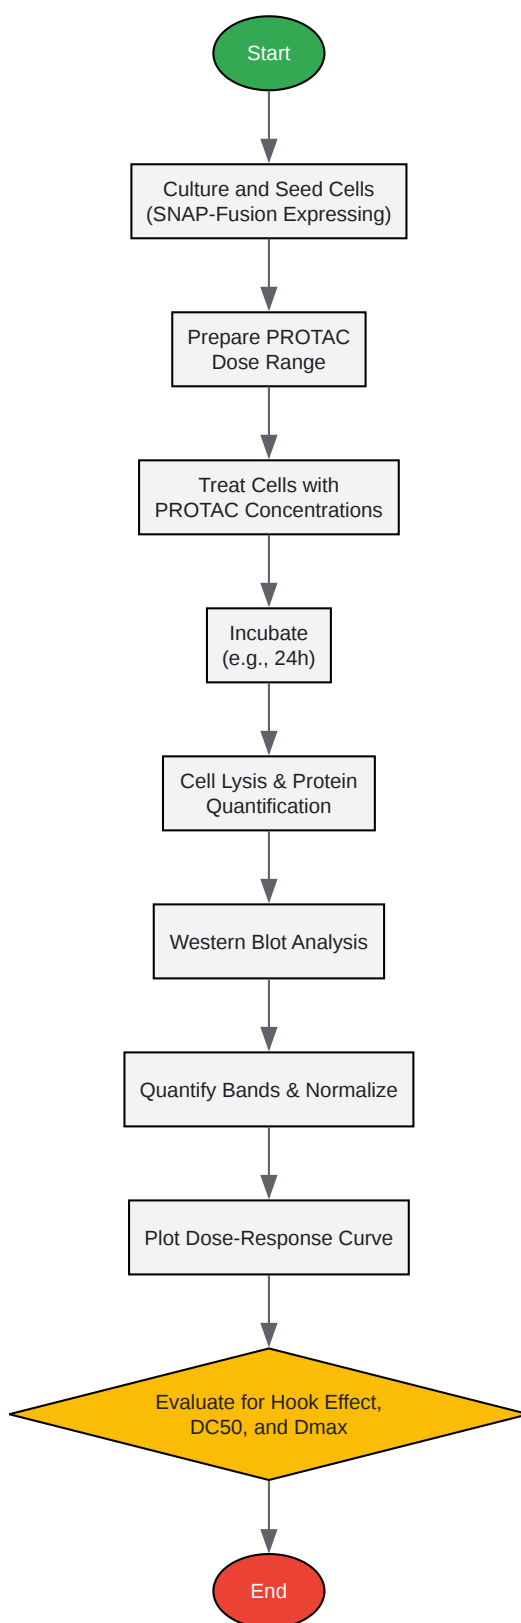 Start
Culture and Seed Cells
(SNAP-Fusion Expressing)
Prepare PROTAC
Dose Range
Treat Cells with
PROTAC Concentrations
Incubate
(e.g., 24h)
Cell Lysis & Protein
Quantification
Western Blot Analysis
Quantify Bands & Normalize
Plot Dose-Response Curve
Evaluate for Hook Effect,
DC50, and Dmax
End